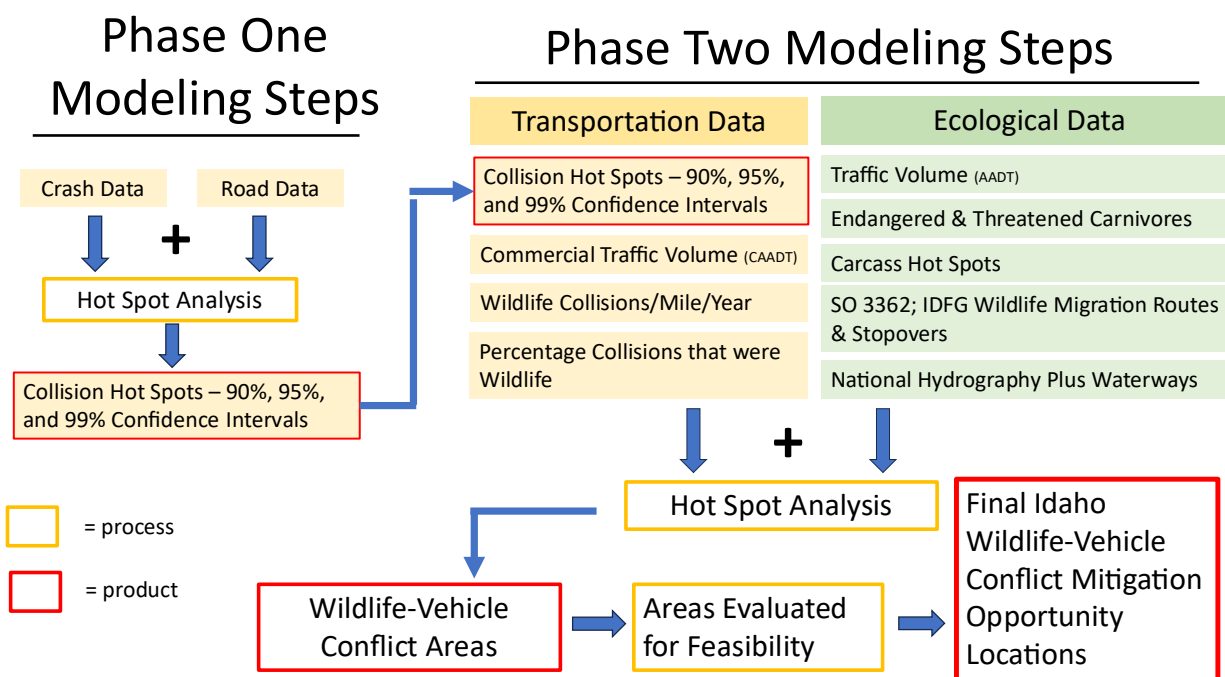 Phase One
Modeling Steps
Crash Data
Road Data
+
Hot Spot Analysis
Collision Hot Spots – 90%, 95%,
and 99% Confidence Intervals
= process
= product
Phase Two Modeling Steps
Transportation Data
Collision Hot Spots – 90%, 95%,
and 99% Confidence Intervals
Commercial Traffic Volume (CAADT)
Wildlife Collisions/Mile/Year
Percentage Collisions that were
Wildlife
Ecological Data
Traffic Volume (AADT)
Endangered & Threatened Carnivores
Carcass Hot Spots
SO 3362; IDFG Wildlife Migration Routes
& Stopovers
National Hydrography Plus Waterways
+
Hot Spot Analysis
Wildlife-Vehicle
Conflict Areas
Areas Evaluated
for Feasibility
Final Idaho
Wildlife-Vehicle
Conflict Mitigation
Opportunity
Locations